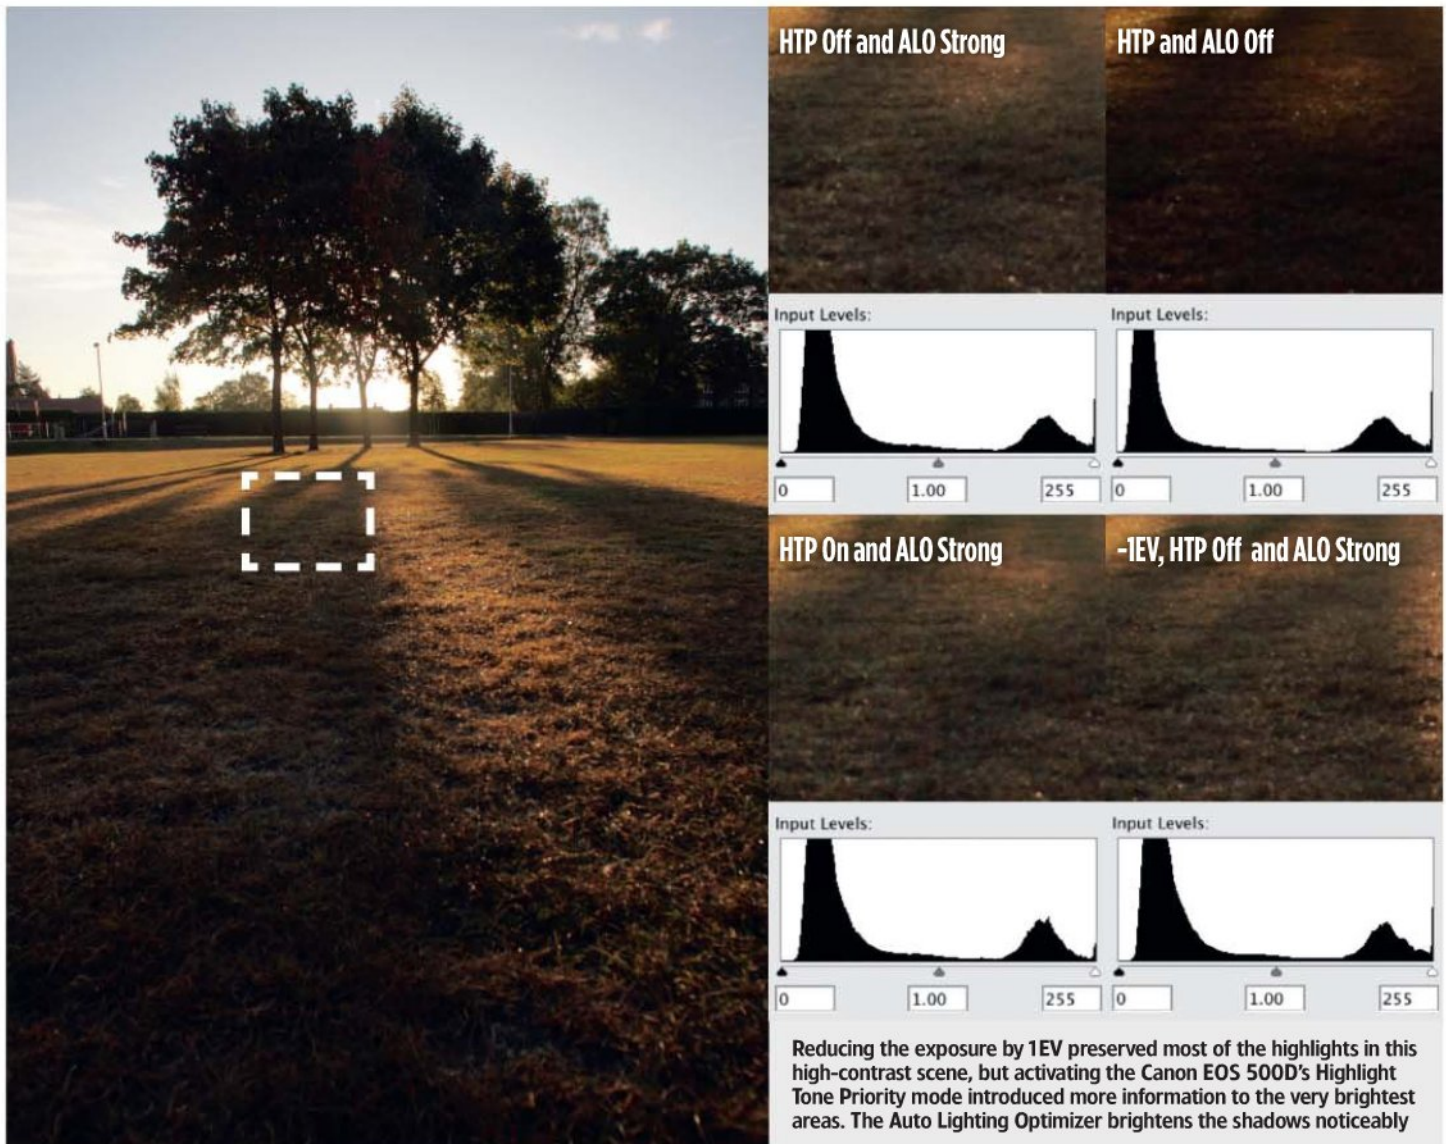 HTP Off and ALO Strong
HTP and ALO Off
Input Levels:
Input Levels:
0 1.00 255
0 1.00 255
HTP On and ALO Strong
-1EV, HTP Off and ALO Strong
Input Levels:
Input Levels:
0 1.00 255
0 1.00 255
Reducing the exposure by 1EV preserved most of the highlights in this
high-contrast scene, but activating the Canon EOS 500D's Highlight
Tone Priority mode introduced more information to the very brightest
areas. The Auto Lighting Optimizer brightens the shadows noticeably